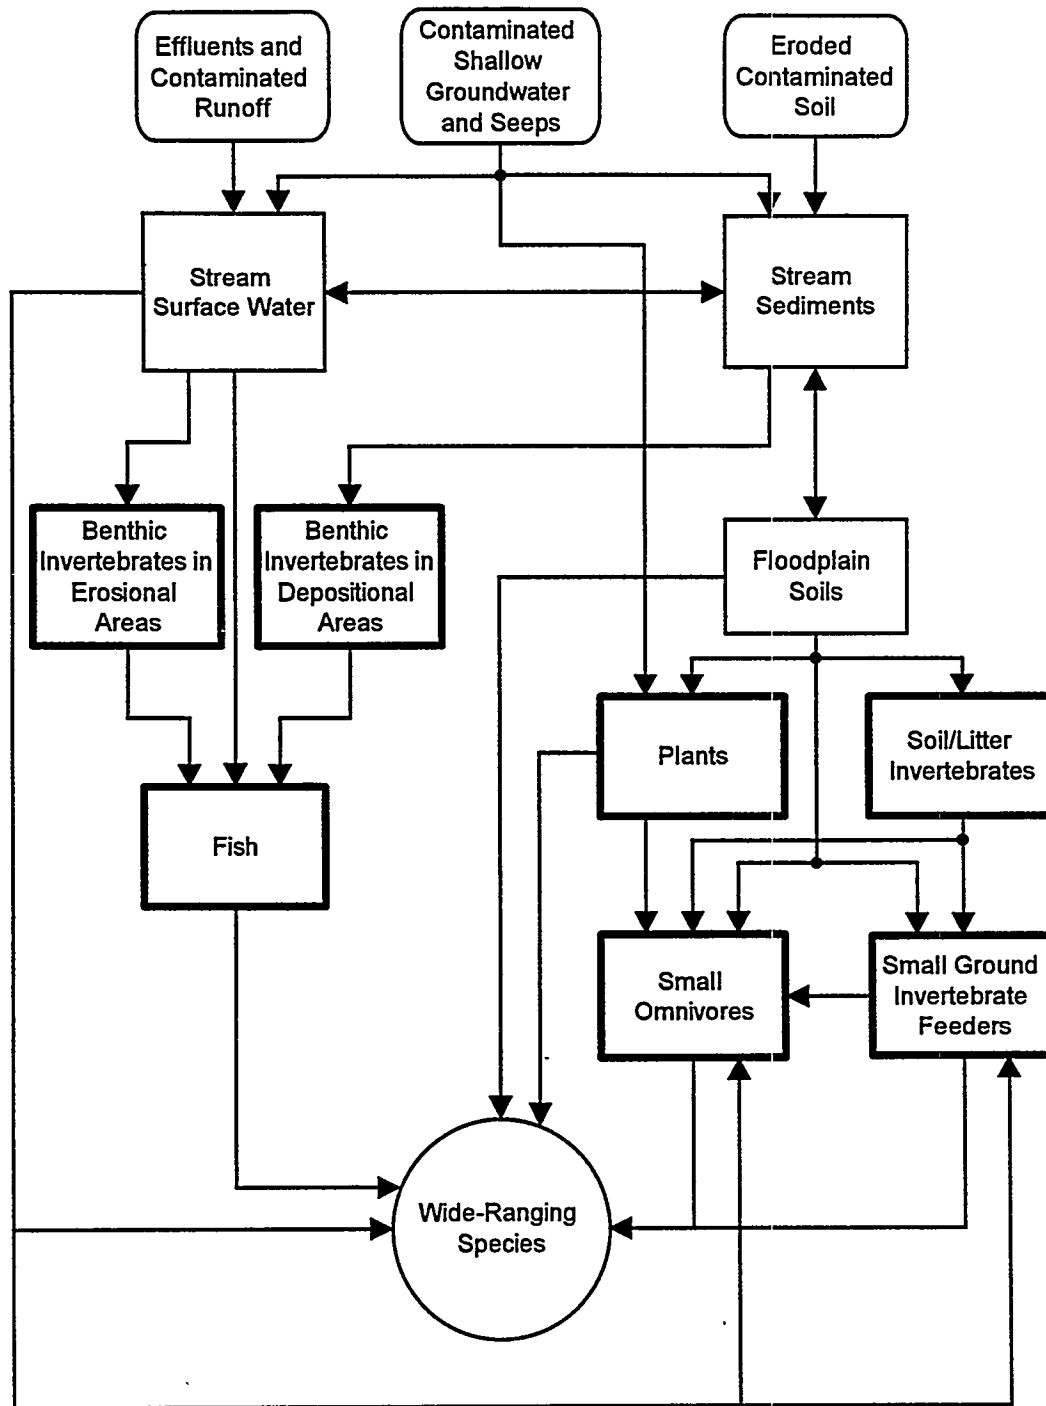 Effluents and
Contaminated
Runoff
Contaminated
Shallow
Groundwater
and Seeps
Eroded
Contaminated
Soil
Stream
Surface Water
Stream
Sediments
Benthic
Invertebrates in
Erosional
Areas
Benthic
Invertebrates in
Depositional
Areas
Floodplain
Soils
Plants
Soil/Litter
Invertebrates
Fish
Small
Omnivores
Small Ground
Invertebrate
Feeders
Wide-Ranging
Species